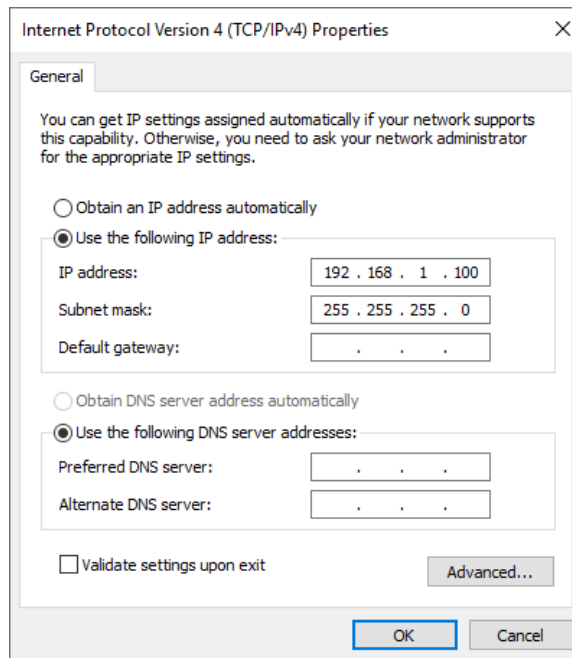 Internet Protocol Version 4 (TCP/IPv4) Properties
General
You can get IP settings assigned automatically if your network supports
this capability. Otherwise, you need to ask your network administrator
for the appropriate IP settings.
Obtain an IP address automatically
Use the following IP address:
IP address: 192 . 168 . 1 . 100
Subnet mask: 255 . 255 . 255 . 0
Default gateway: . . .
Obtain DNS server address automatically
Use the following DNS server addresses:
Preferred DNS server: . . .
Alternate DNS server: . . .
Validate settings upon exit
Advanced...
OK Cancel